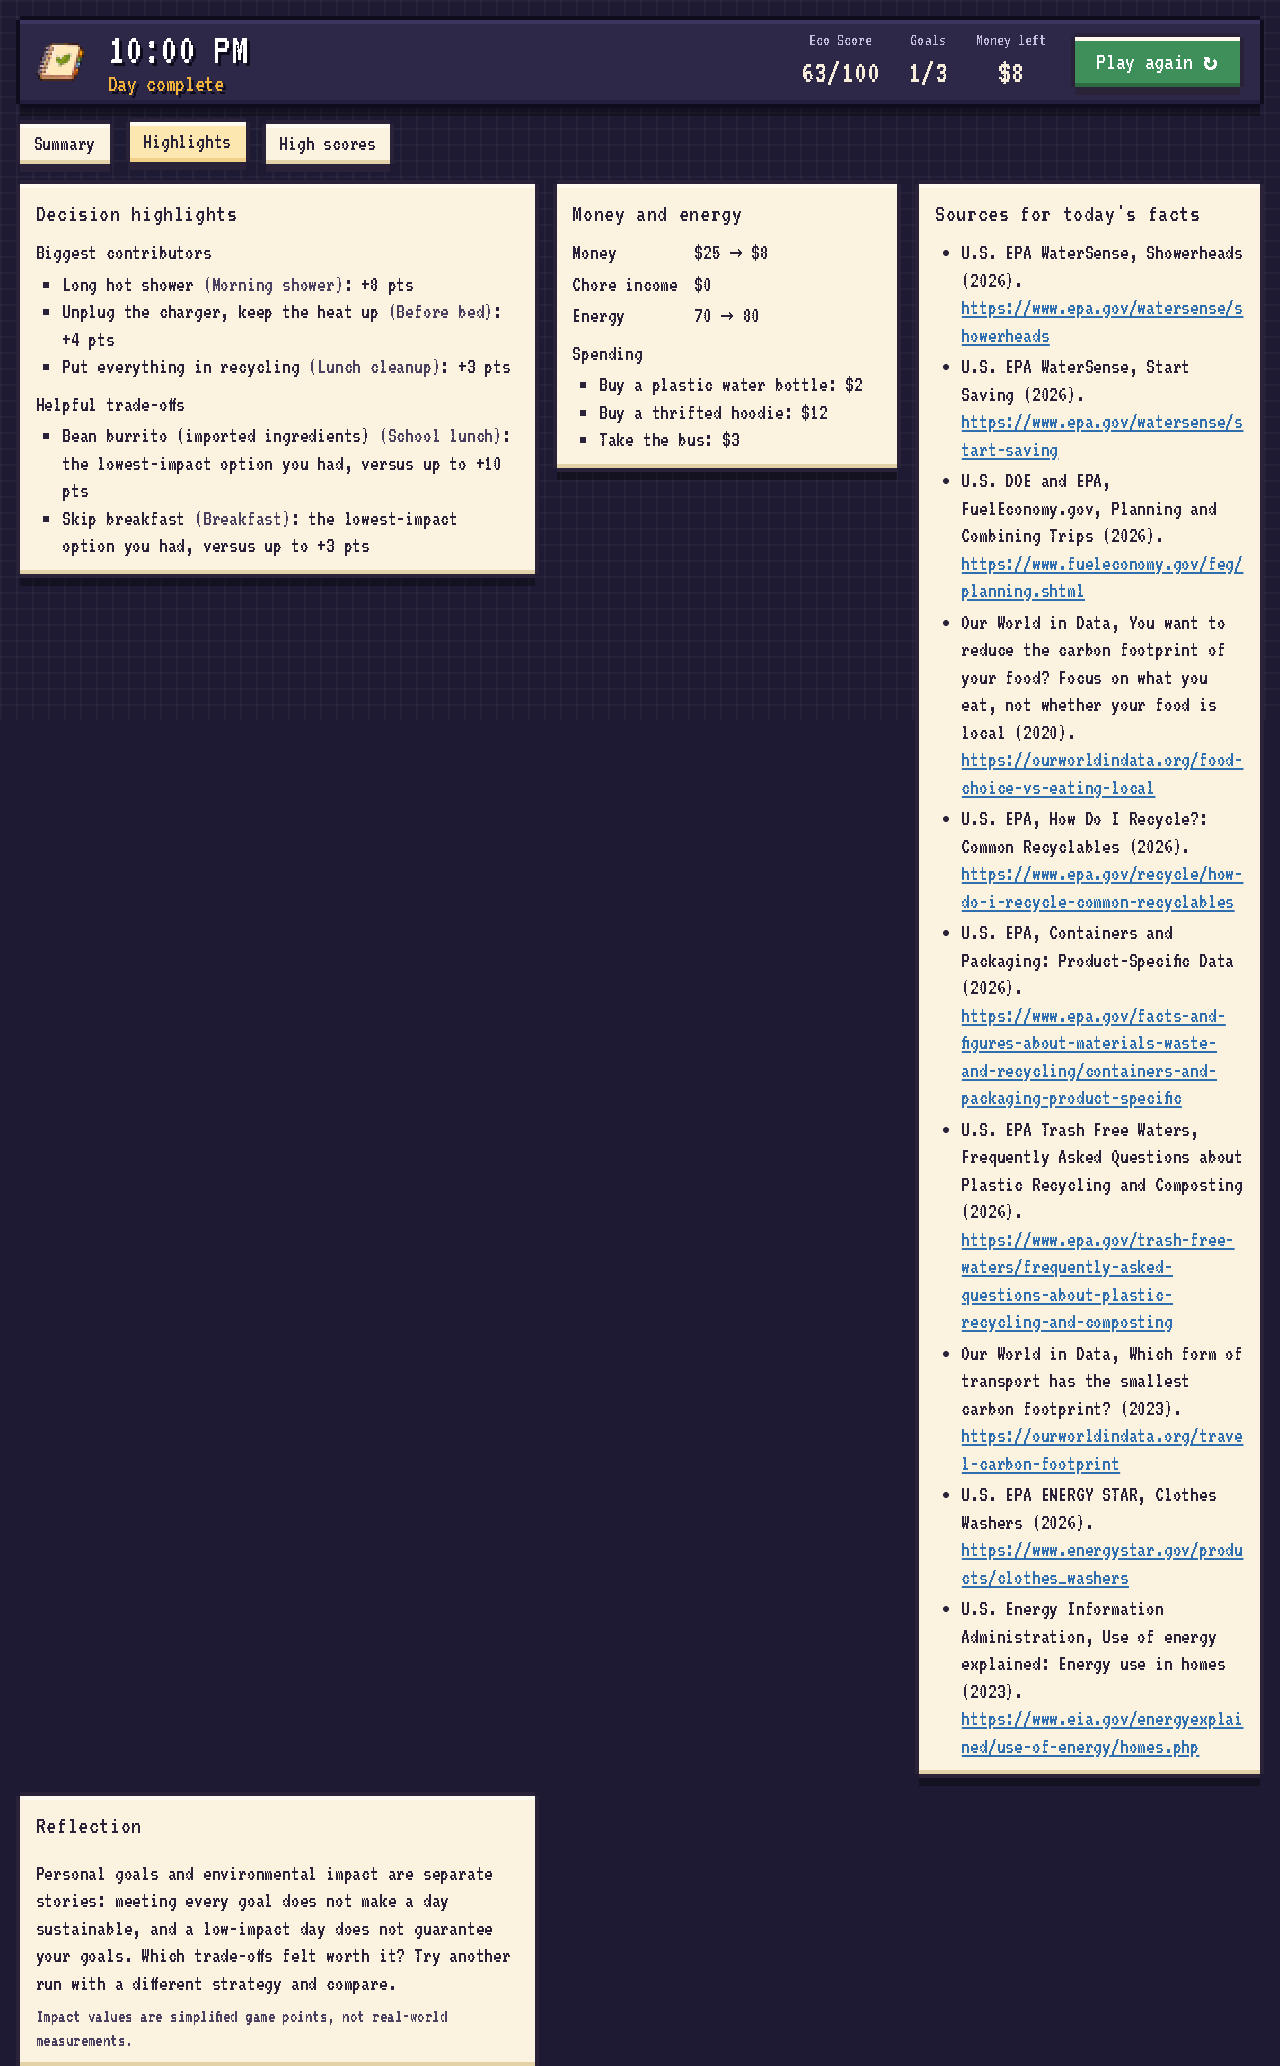 10:00 PM
Day complete
Eco Score
63/100
Goals
1/3
Money left
$8
Play again ↻
Summary
Highlights
High scores
Decision highlights
Biggest contributors
▪ Long hot shower (Morning shower): +8 pts
▪ Unplug the charger, keep the heat up (Before bed):
+4 pts
▪ Put everything in recycling (Lunch cleanup): +3 pts
Helpful trade-offs
▪ Bean burrito (imported ingredients) (School lunch):
the lowest-impact option you had, versus up to +10
pts
▪ Skip breakfast (Breakfast): the lowest-impact
option you had, versus up to +3 pts
Money and energy
Money $25 → $8
Chore income $0
Energy 70 → 80
Spending
▪ Buy a plastic water bottle: $2
▪ Buy a thrifted hoodie: $12
▪ Take the bus: $3
Sources for today's facts
• U.S. EPA WaterSense, Showerheads
(2026).
https://www.epa.gov/watersense/s
howerheads
• U.S. EPA WaterSense, Start
Saving (2026).
https://www.epa.gov/watersense/s
tart-saving
• U.S. DOE and EPA,
FuelEconomy.gov, Planning and
Combining Trips (2026).
https://www.fueleconomy.gov/feg/
planning.shtml
• Our World in Data, You want to
reduce the carbon footprint of
your food? Focus on what you
eat, not whether your food is
local (2020).
https://ourworldindata.org/food-
choice-vs-eating-local
• U.S. EPA, How Do I Recycle?:
Common Recyclables (2026).
https://www.epa.gov/recycle/how-
do-i-recycle-common-recyclables
• U.S. EPA, Containers and
Packaging: Product-Specific Data
(2026).
https://www.epa.gov/facts-and-
figures-about-materials-waste-
and-recycling/containers-and-
packaging-product-specific
• U.S. EPA Trash Free Waters,
Frequently Asked Questions about
Plastic Recycling and Composting
(2026).
https://www.epa.gov/trash-free-
waters/frequently-asked-
questions-about-plastic-
recycling-and-composting
• Our World in Data, Which form of
transport has the smallest
carbon footprint? (2023).
https://ourworldindata.org/trave
l-carbon-footprint
• U.S. EPA ENERGY STAR, Clothes
Washers (2026).
https://www.energystar.gov/produ
cts/clothes_washers
• U.S. Energy Information
Administration, Use of energy
explained: Energy use in homes
(2023).
https://www.eia.gov/energyexplai
ned/use-of-energy/homes.php
Reflection
Personal goals and environmental impact are separate
stories: meeting every goal does not make a day
sustainable, and a low-impact day does not guarantee
your goals. Which trade-offs felt worth it? Try another
run with a different strategy and compare.
Impact values are simplified game points, not real-world
measurements.